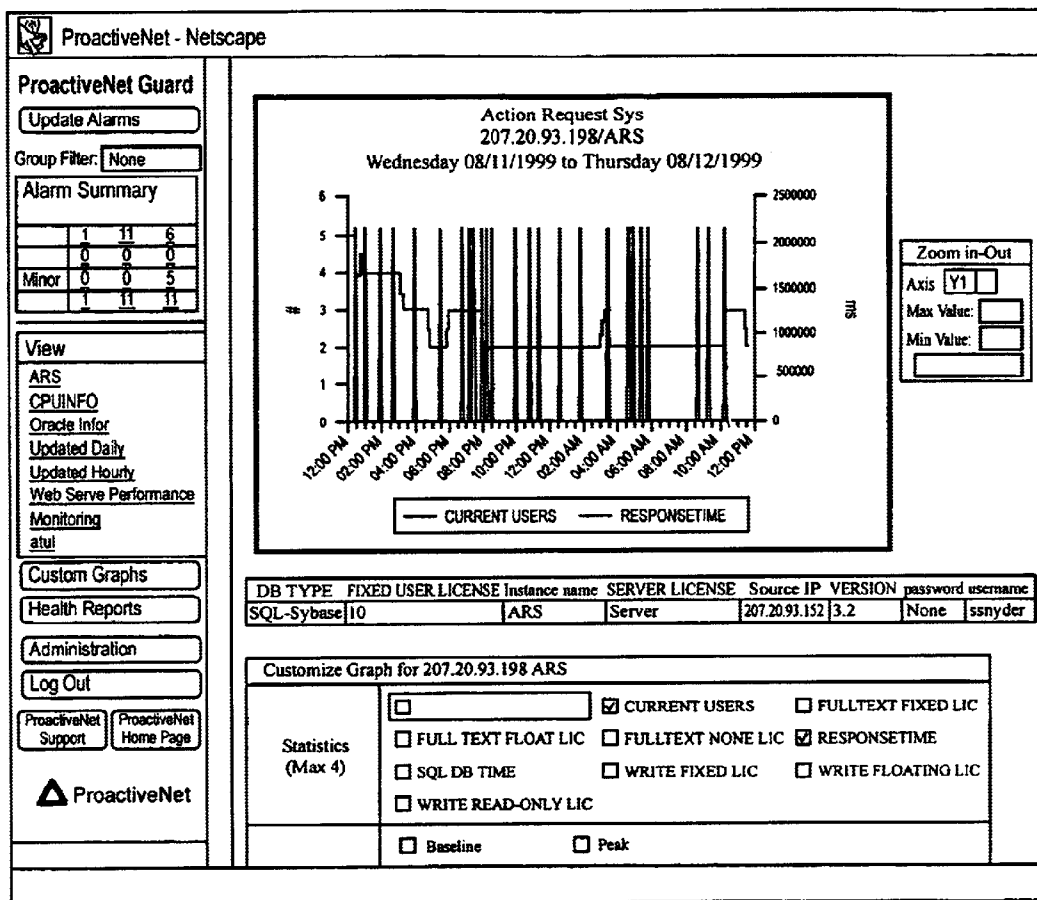 ProactiveNet - Netscape
ProactiveNet Guard
Update Alarms
Group Filter: None
Alarm Summary
1 11 6
0 0 0
Minor 0 0 5
1 11 11
View
ARS
CPUINFO
Oracle Infor
Updated Daily
Updated Hourly
Web Serve Performance
Monitoring
atul
Custom Graphs
Health Reports
Administration
Log Out
ProactiveNet Support
ProactiveNet Home Page
ProactiveNet
Action Request Sys
207.20.93.198/ARS
Wednesday 08/11/1999 to Thursday 08/12/1999
6
5
4
3
2
1
0
#
2500000
2000000
1500000
1000000
500000
0
ms
12:00 PM 02:00 PM 04:00 PM 06:00 PM 08:00 PM 10:00 PM 12:00 PM 02:00 AM 04:00 AM 06:00 AM 08:00 AM 10:00 AM 12:00 PM
CURRENT USERS RESPONSETIME
Zoom in-Out
Axis Y1
Max Value:
Min Value:
DB TYPE FIXED USER LICENSE Instance name SERVER LICENSE Source IP VERSION password username
SQL-Sybase 10 ARS Server 207.20.93.152 3.2 None ssnyder
Customize Graph for 207.20.93.198 ARS
Statistics
(Max 4)
CURRENT USERS FULLTEXT FIXED LIC
FULL TEXT FLOAT LIC FULLTEXT NONE LIC RESPONSETIME
SQL DB TIME WRITE FIXED LIC WRITE FLOATING LIC
WRITE READ-ONLY LIC
Baseline Peak